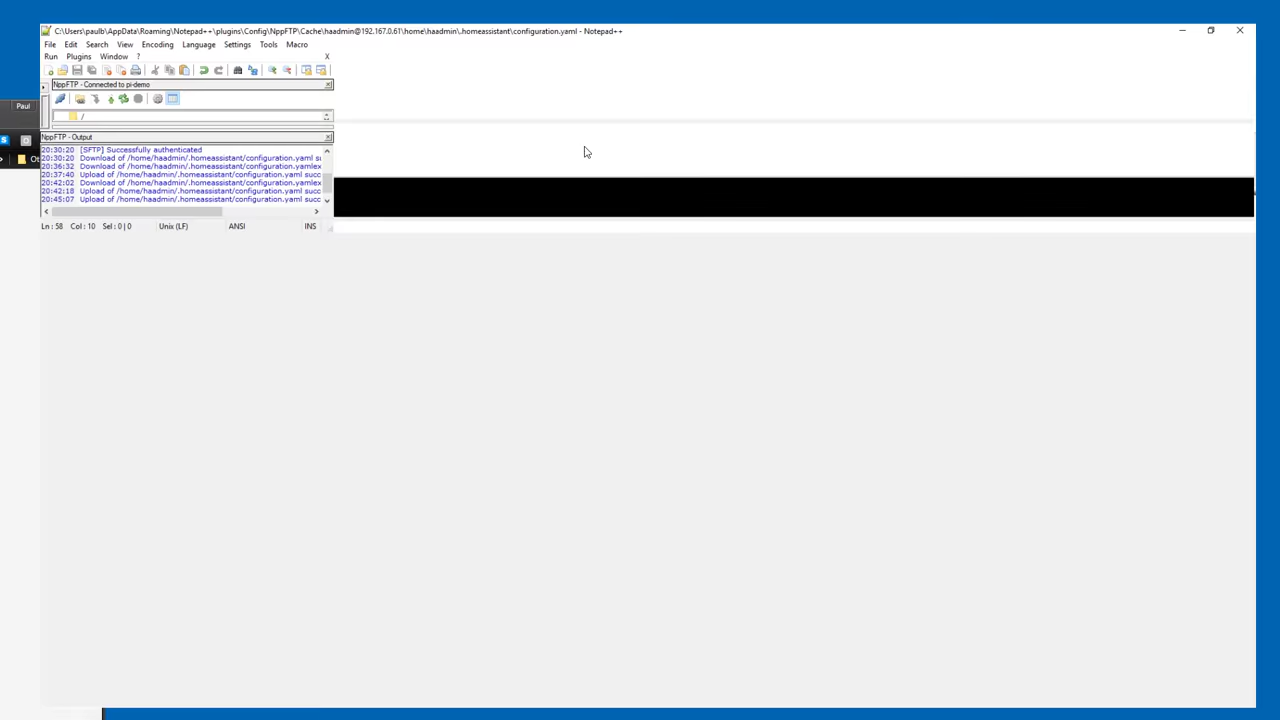 C:\Users\paulb\AppData\Roaming\Notepad++\plugins\Config\NppFTP\Cache\haadmin@192.167.0.61\home\haadmin\.homeassistant\configuration.yaml - Notepad++
File Edit Search View Encoding Language Settings Tools Macro
Run Plugins Window ? X
NppFTP - Connected to pi-demo
Paul
/
NppFTP - Output
20:30:20 [SFTP] Successfully authenticated
20:30:20 Download of /home/haadmin/.homeassistant/configuration.yaml su
20:36:32 Download of /home/haadmin/.homeassistant/configuration.yamlex
20:37:40 Upload of /home/haadmin/.homeassistant/configuration.yaml succ
20:42:02 Download of /home/haadmin/.homeassistant/configuration.yamlex
20:42:18 Upload of /home/haadmin/.homeassistant/configuration.yaml succ
20:45:07 Upload of /home/haadmin/.homeassistant/configuration.yaml succ
Ln : 58 Col : 10 Sel : 0 | 0 Unix (LF) ANSI INS